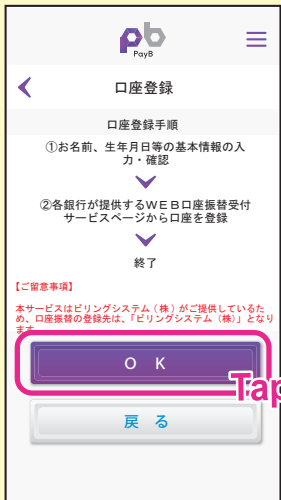 pb
PayB
口座登録
口座登録手順
①お名前、生年月日等の基本情報の入
力・確認
②各銀行が提供するWEB口座振替受付
サービスページから口座を登録
終了
【ご留意事項】
本サービスはビリングシステム(株)がご提供しているた
め、口座振替の登録先は、「ビリングシステム(株)」となり
ます
OK
Tap
戻る